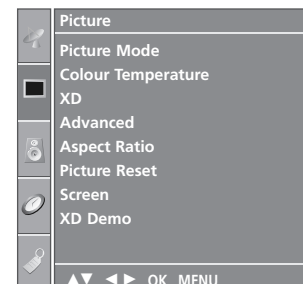 Picture
Picture Mode
Colour Temperature
XD
Advanced
Aspect Ratio
Picture Reset
Screen
XD Demo
▲▼ ◄► OK MENU